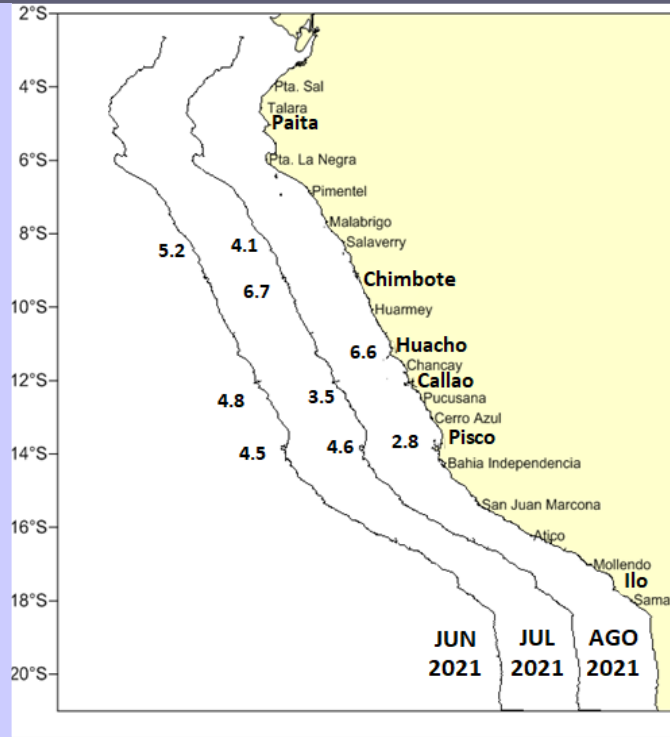 2°S
4°S
Pta. Sal
Talara
Paita
6°S
Pta. La Negra
Pimentel
Malabrigo
8°S
Salaverry
5.2
4.1
Chimbote
6.7
10°S
Huarmey
6.6
Huacho
Chancay
12°S
Callao
4.8
3.5
Pucusana
Cerro Azul
2.8
Pisco
14°S
4.5
4.6
Bahia Independencia
San Juan Marcona
16°S
Atico
Mollendo
Ilo
18°S
Sama
JUN
2021
JUL
2021
AGO
2021
20°S